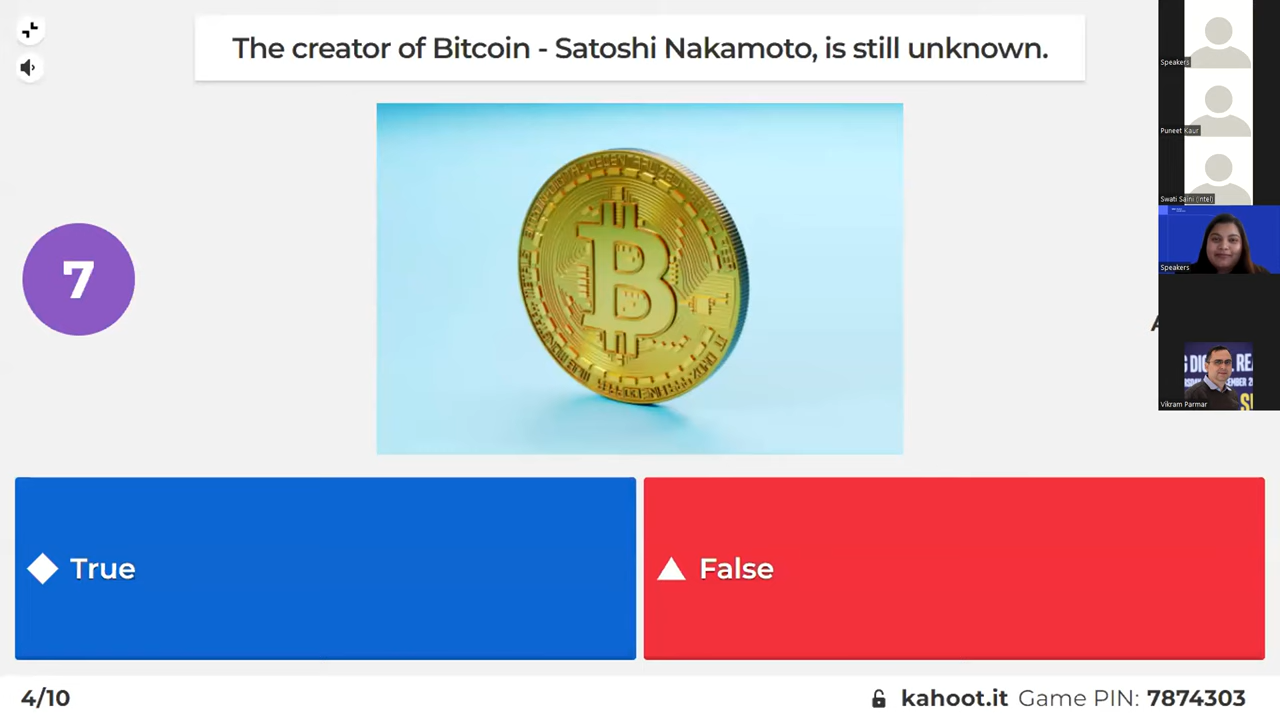 The creator of Bitcoin - Satoshi Nakamoto, is still unknown.
7
B
True
False
4/10
kahoot.it Game PIN: 7874303
Speakers
Puneet Kaur
Swati Saini (Intel)
Speakers
Vikram Parmar